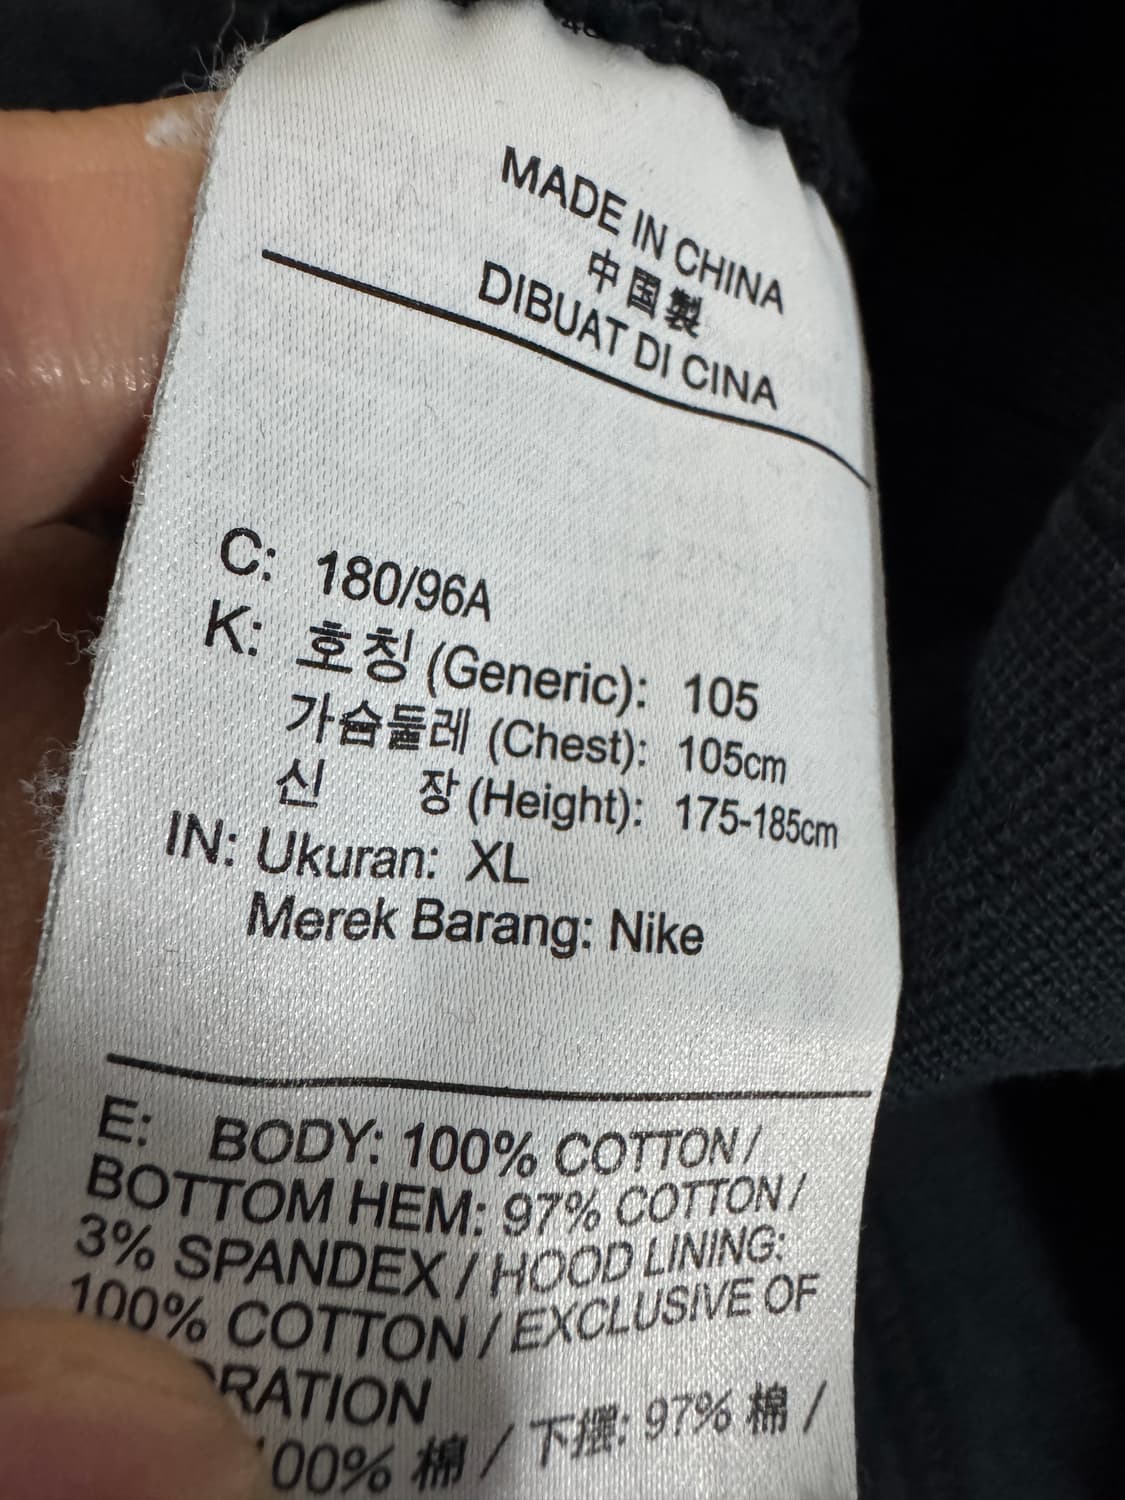 MADE IN CHINA
中国製
DIBUAT DI CINA
C: 180/96A
K: 호칭 (Generic): 105
가슴둘레 (Chest): 105cm
신 장 (Height): 175-185cm
IN: Ukuran: XL
Merek Barang: Nike
E: BODY: 100% COTTON /
BOTTOM HEM: 97% COTTON /
3% SPANDEX / HOOD LINING:
100% COTTON / EXCLUSIVE OF
RATION
100% 棉 / 下摆: 97% 棉 /